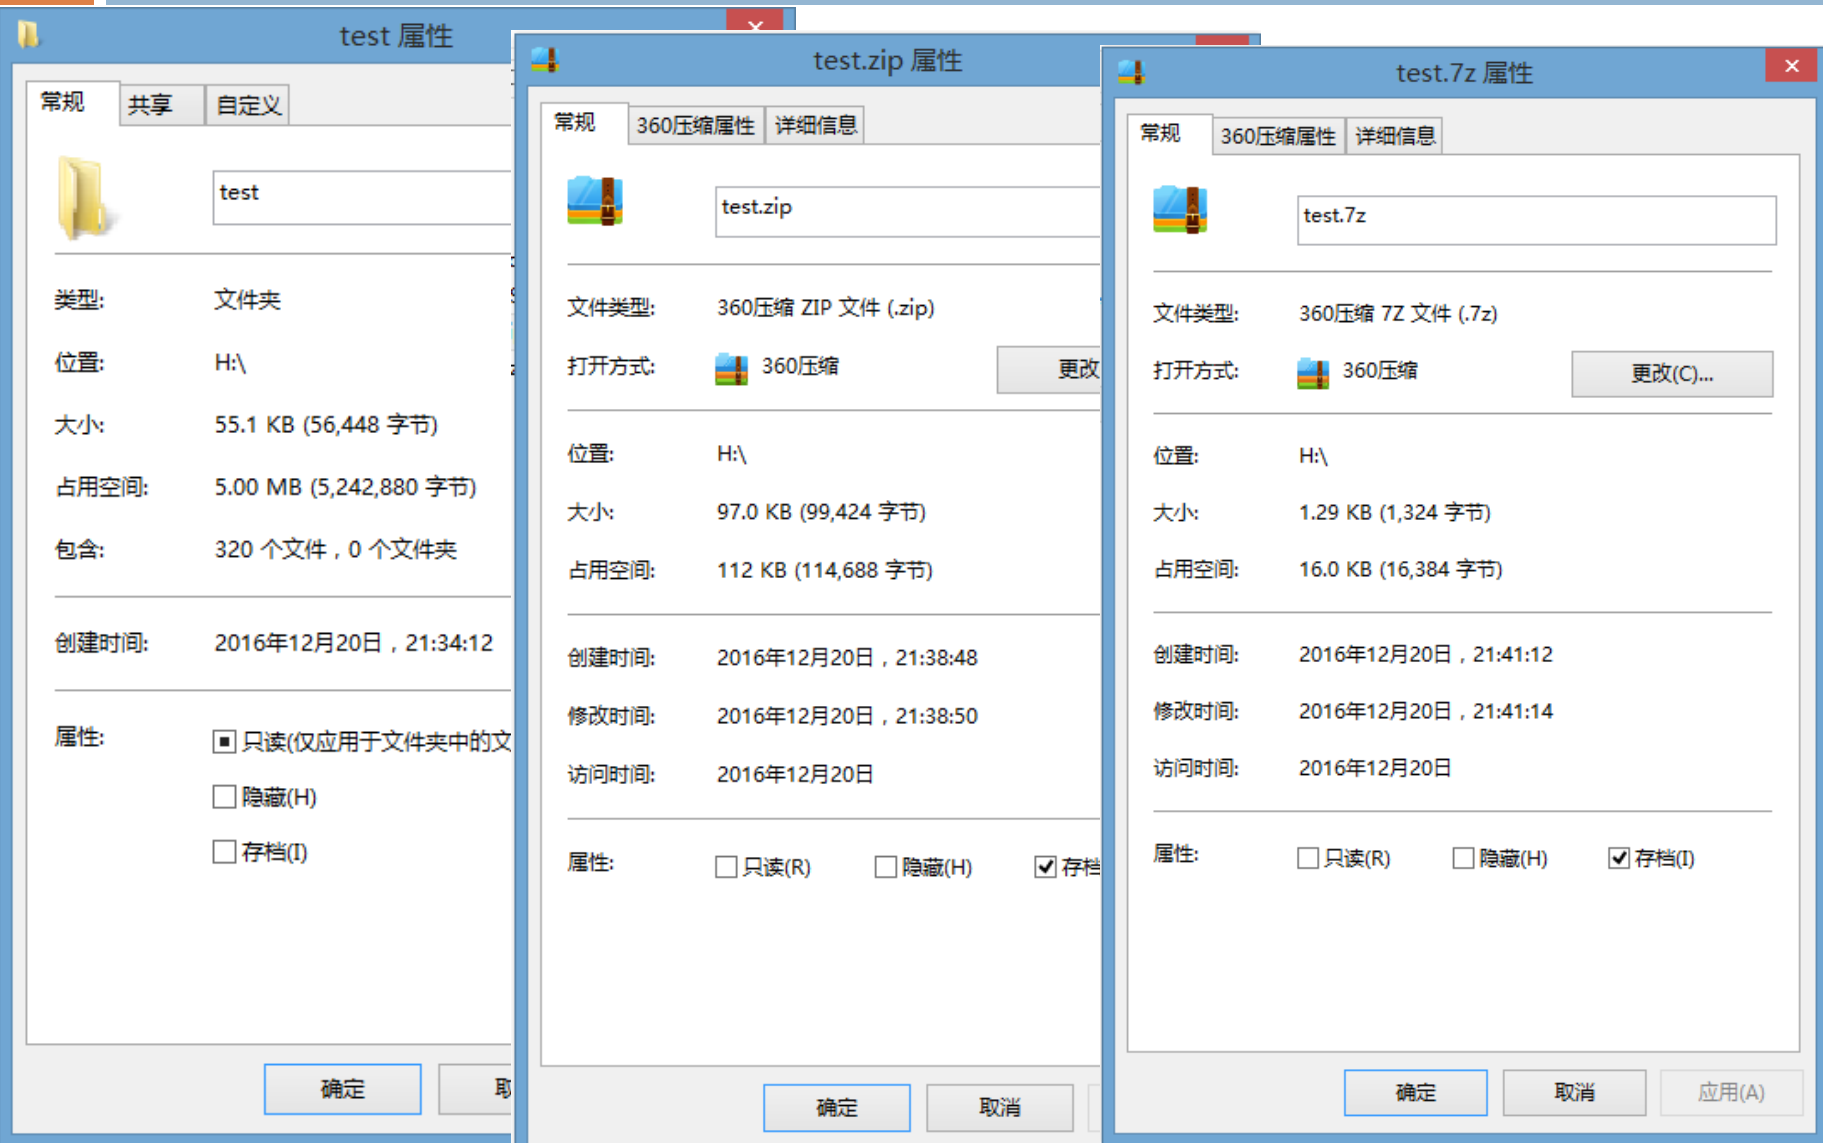 test 属性
常规 共享 自定义
test
类型: 文件夹
位置: H:\
大小: 55.1 KB (56,448 字节)
占用空间: 5.00 MB (5,242,880 字节)
包含: 320 个文件，0 个文件夹
创建时间: 2016年12月20日，21:34:12
属性: 只读(仅应用于文件夹中的文
隐藏(H)
存档(I)
确定
test.zip 属性
常规 360压缩属性 详细信息
test.zip
文件类型: 360压缩 ZIP 文件 (.zip)
打开方式: 360压缩 更改
位置: H:\
大小: 97.0 KB (99,424 字节)
占用空间: 112 KB (114,688 字节)
创建时间: 2016年12月20日，21:38:48
修改时间: 2016年12月20日，21:38:50
访问时间: 2016年12月20日
属性: 只读(R) 隐藏(H) 存档
确定 取消
test.7z 属性
常规 360压缩属性 详细信息
test.7z
文件类型: 360压缩 7Z 文件 (.7z)
打开方式: 360压缩 更改(C)...
位置: H:\
大小: 1.29 KB (1,324 字节)
占用空间: 16.0 KB (16,384 字节)
创建时间: 2016年12月20日，21:41:12
修改时间: 2016年12月20日，21:41:14
访问时间: 2016年12月20日
属性: 只读(R) 隐藏(H) 存档(I)
确定 取消 应用(A)